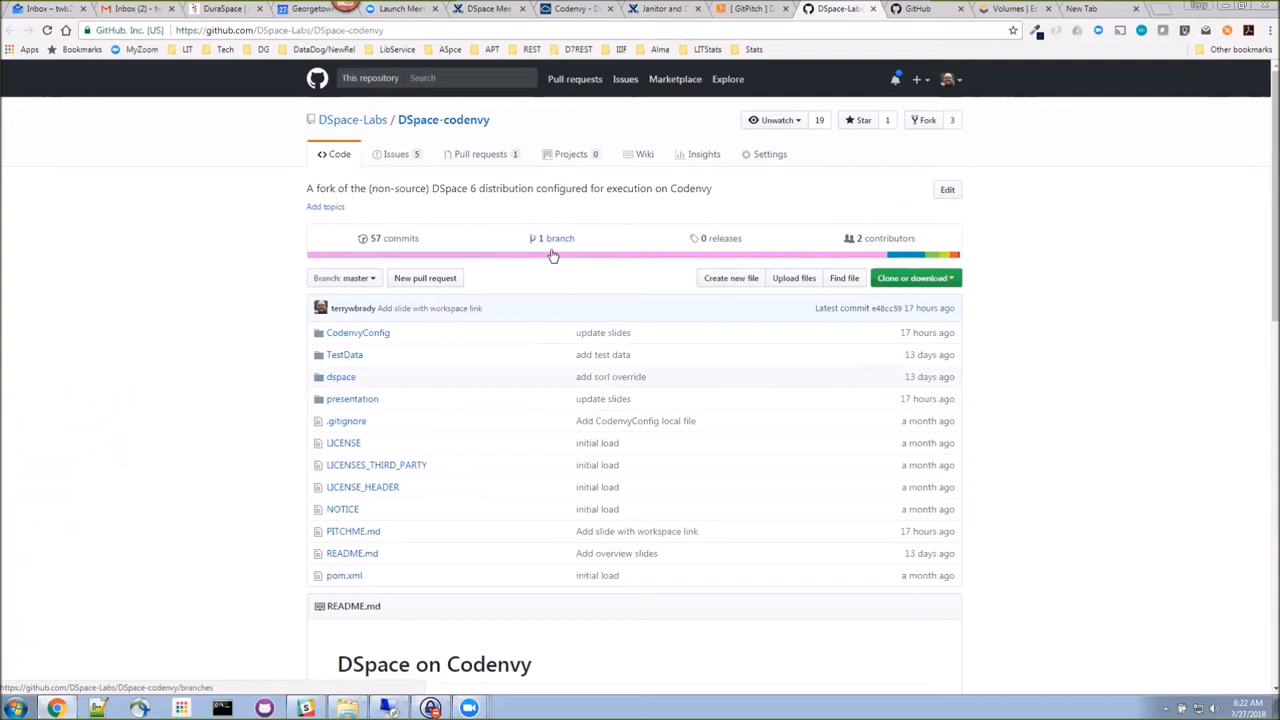 Inbox – twb2
Inbox (2) – t
DuraSpace [
Georgetown
Launch Meet
DSpace Mee
Codenvy - D
Janitor and C
[ GitPitch ] D
DSpace-Labs
GitHub
Volumes | Ec
New Tab
Terry
GitHub, Inc. [US]
https://github.com/DSpace-Labs/DSpace-codenvy
Apps
Bookmarks
MyZoom
LIT
Tech
DG
DataDog/NewRel
LibService
ASpce
APT
REST
D7REST
IIIF
Alma
LITStats
Stats
Other bookmarks
This repository
Search
Pull requests
Issues
Marketplace
Explore
DSpace-Labs / DSpace-codenvy
Unwatch
19
Star
1
Fork
3
Code
Issues 5
Pull requests 1
Projects 0
Wiki
Insights
Settings
A fork of the (non-source) DSpace 6 distribution configured for execution on Codenvy
Edit
Add topics
57 commits
1 branch
0 releases
2 contributors
Branch: master
New pull request
Create new file
Upload files
Find file
Clone or download
terrywbrady Add slide with workspace link
Latest commit e48cc59 17 hours ago
CodenvyConfig
update slides
17 hours ago
TestData
add test data
13 days ago
dspace
add sorl override
13 days ago
presentation
update slides
17 hours ago
.gitignore
Add CodenvyConfig local file
a month ago
LICENSE
initial load
a month ago
LICENSES_THIRD_PARTY
initial load
a month ago
LICENSE_HEADER
initial load
a month ago
NOTICE
initial load
a month ago
PITCHME.md
Add slide with workspace link
17 hours ago
README.md
Add overview slides
13 days ago
pom.xml
initial load
a month ago
README.md
DSpace on Codenvy
https://github.com/DSpace-Labs/DSpace-codenvy/branches
8:22 AM
3/27/2018